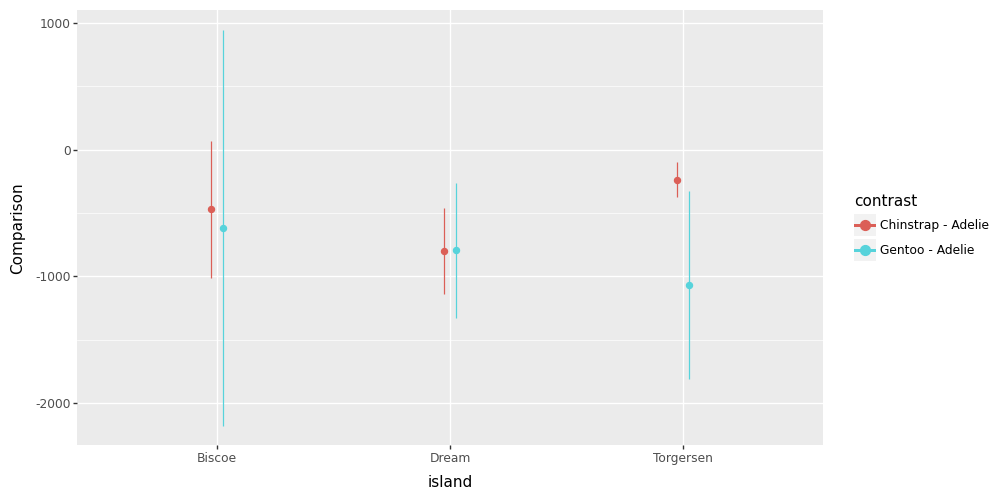 1000
0
-1000
-2000
Comparison
Biscoe
Dream
Torgersen
island
contrast
Chinstrap - Adelie
Gentoo - Adelie